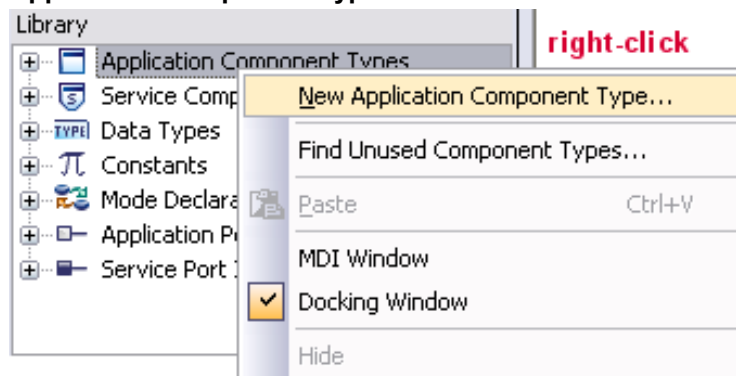 Library
right-click
Application Component Types
New Application Component Type...
Service Comp
TYPE Data Types
Find Unused Component Types...
π Constants
Mode Declara
Paste Ctrl+V
Application P
MDI Window
Service Port
Docking Window
Hide